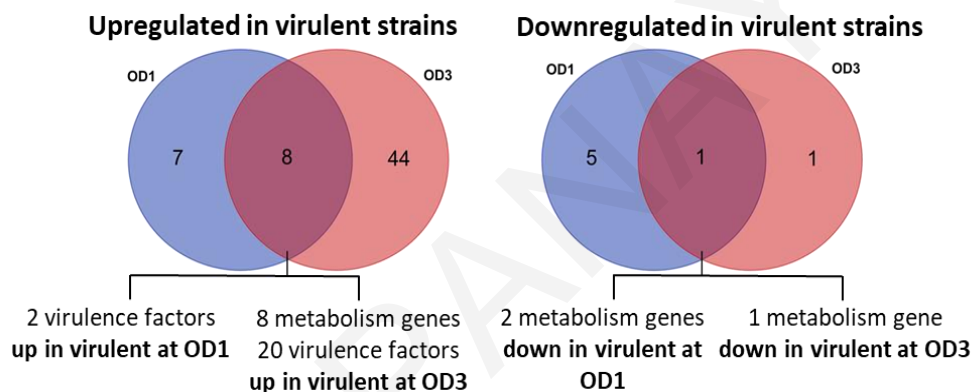 Upregulated in virulent strains
OD1
OD3
7
8
44
2 virulence factors
up in virulent at OD1
8 metabolism genes
20 virulence factors
up in virulent at OD3
Downregulated in virulent strains
OD1
OD3
5
1
1
2 metabolism genes
down in virulent at
OD1
1 metabolism gene
down in virulent at OD3
PANAY